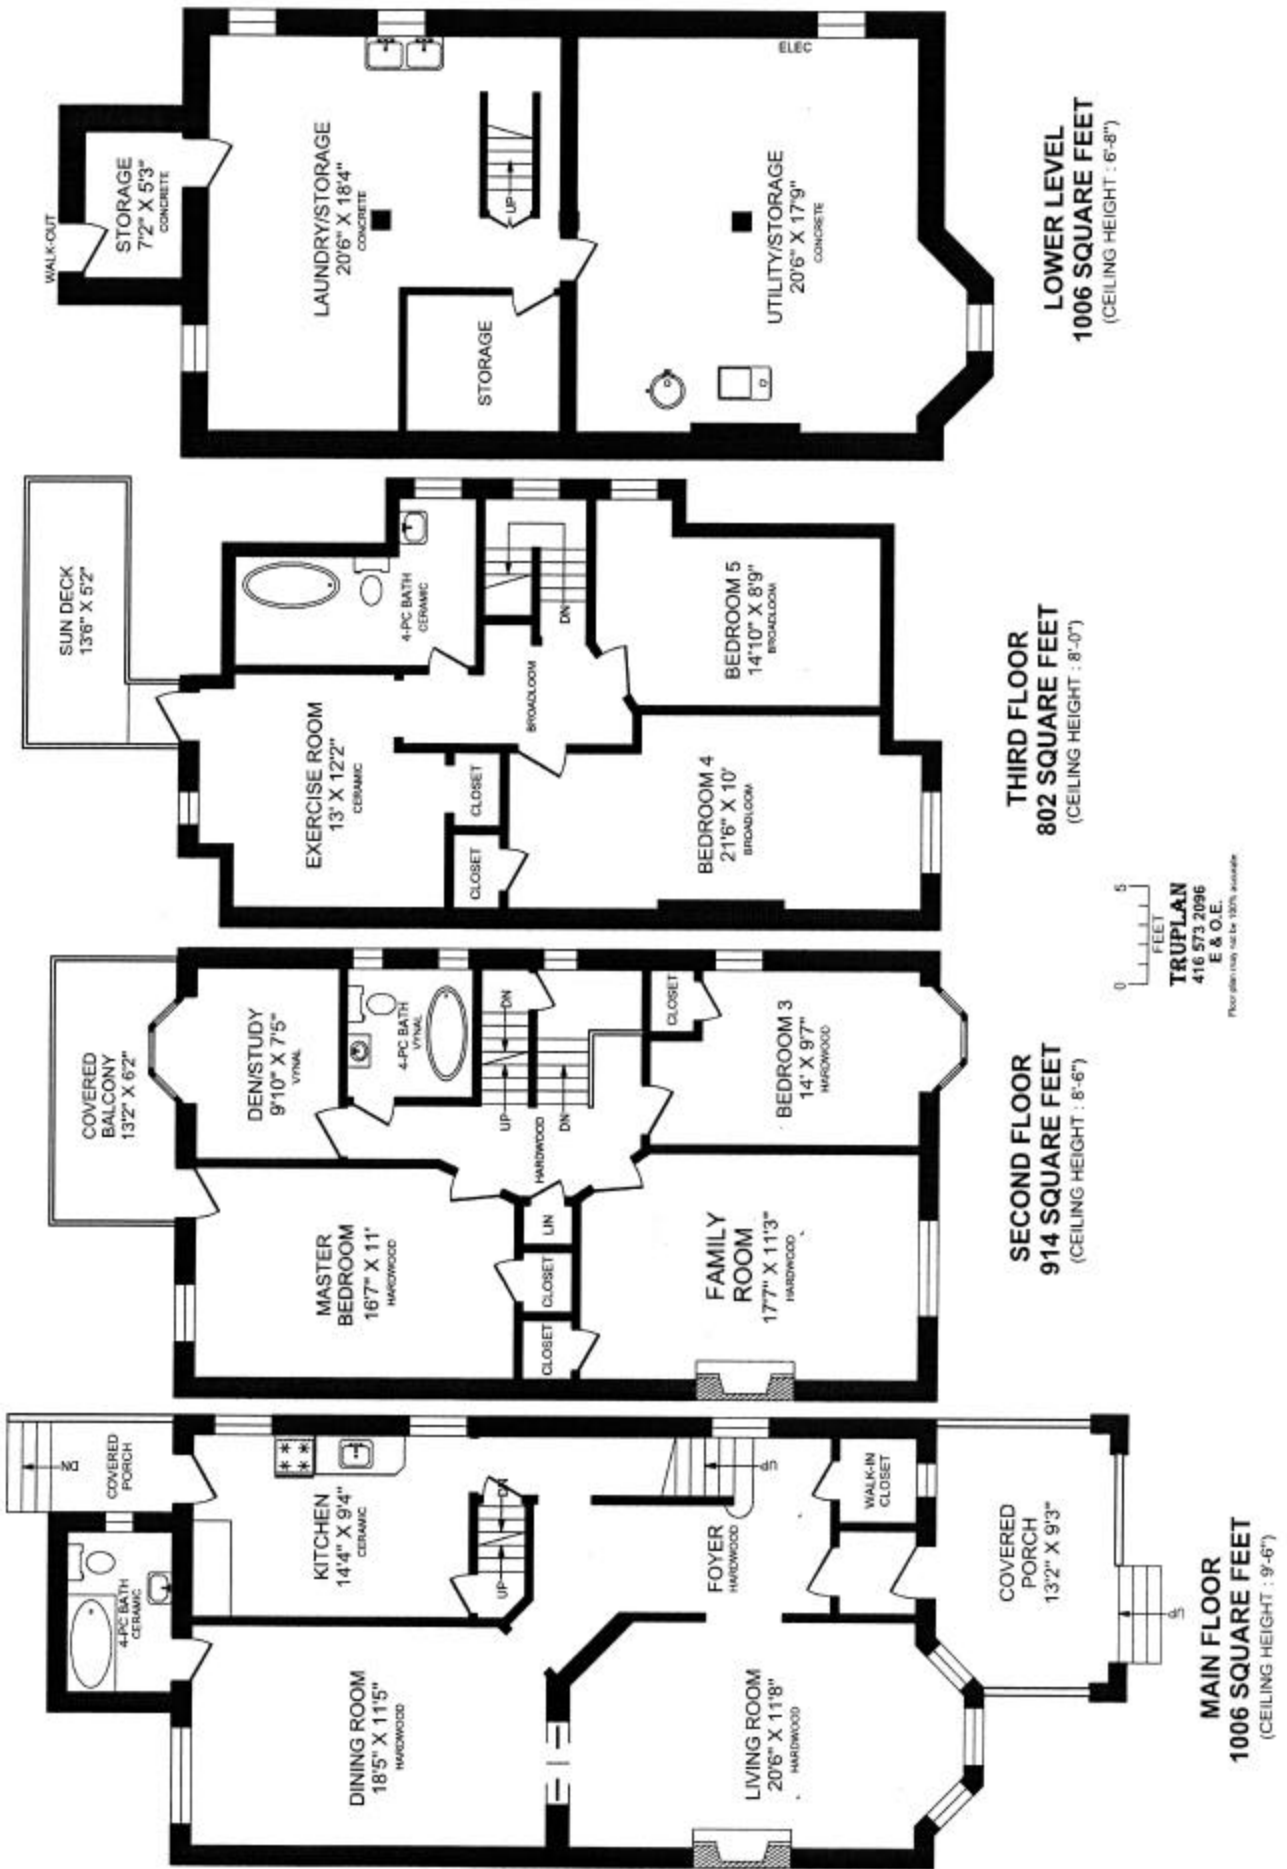 4-PC BATH
CERAMIC
COVERED
PORCH
DN
KITCHEN
14'4" X 9'4"
CERAMIC
DINING ROOM
18'5" X 11'5"
HARDWOOD
UP
DN
FOYER
HARDWOOD
UP
LIVING ROOM
20'6" X 11'8"
HARDWOOD
WALK-IN
CLOSET
COVERED
PORCH
13'2" X 9'3"
UP
MAIN FLOOR
1006 SQUARE FEET
(CEILING HEIGHT : 9'-6")
COVERED
BALCONY
13'2" X 6'2"
DEN/STUDY
9'10" X 7'5"
VYNAL
4-PC BATH
VYNAL
MASTER
BEDROOM
16'7" X 11'
HARDWOOD
UP
DN
DN
HARDWOOD
LIN
CLOSET
CLOSET
CLOSET
FAMILY
ROOM
17'7" X 11'3"
HARDWOOD
BEDROOM 3
14' X 9'7"
HARDWOOD
SECOND FLOOR
914 SQUARE FEET
(CEILING HEIGHT : 8'-6")
SUN DECK
13'6" X 5'2"
EXERCISE ROOM
13' X 12'2"
CERAMIC
4-PC BATH
CERAMIC
CLOSET
CLOSET
BROADLOOM
DN
BEDROOM 4
21'6" X 10'
BROADLOOM
BEDROOM 5
14'10" X 8'9"
BROADLOOM
THIRD FLOOR
802 SQUARE FEET
(CEILING HEIGHT : 8'-0")
WALK-OUT
STORAGE
7'2" X 5'3"
CONCRETE
LAUNDRY/STORAGE
20'6" X 18'4"
CONCRETE
STORAGE
UP
UTILITY/STORAGE
20'6" X 17'9"
CONCRETE
ELEC
LOWER LEVEL
1006 SQUARE FEET
(CEILING HEIGHT : 6'-8")
0 5
FEET
TRUPLAN
416 573 2096
E & O.E.
Floor plan may not be 100% accurate